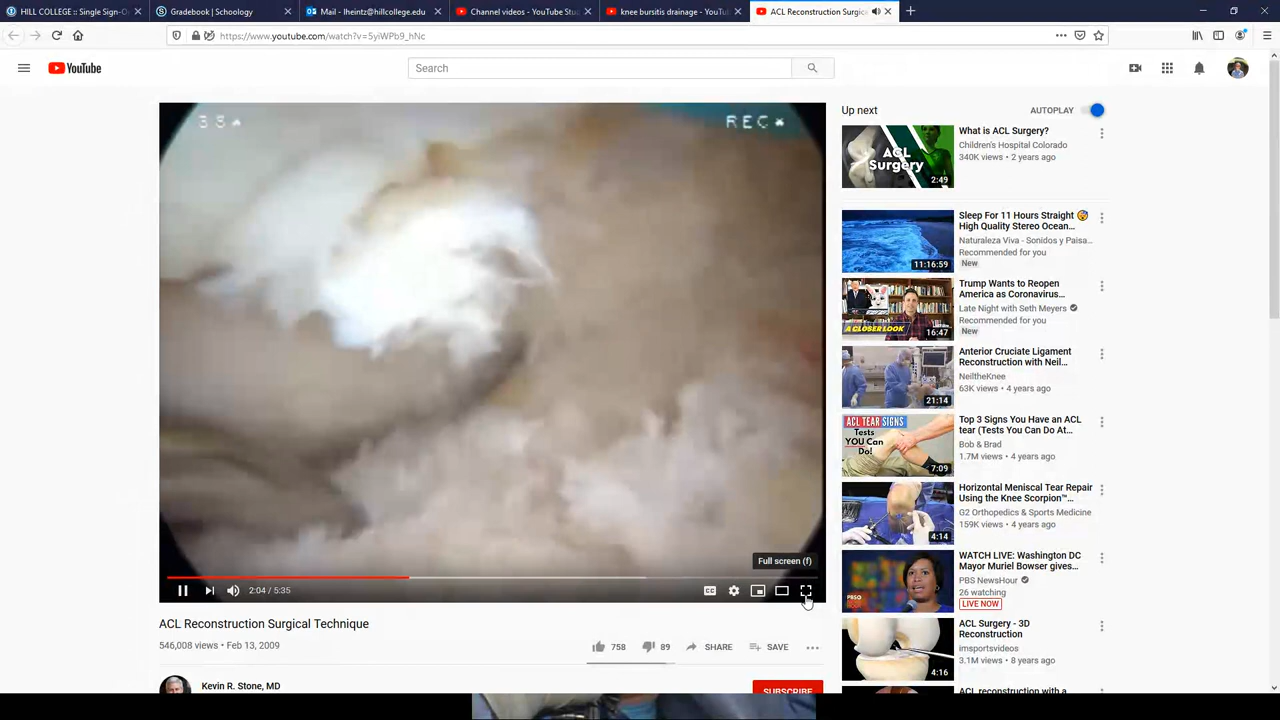 HILL COLLEGE :: Single Sign-O
Gradebook | Schoology
Mail - lheintz@hillcollege.edu
Channel videos - YouTube Stu
knee bursitis drainage - YouTub
ACL Reconstruction Surgica
https://www.youtube.com/watch?v=5yiWPb9_hNc
YouTube
Search
REC
Full screen (f)
2:04 / 5:35
ACL Reconstruction Surgical Technique
546,008 views • Feb 13, 2009
758
89
SHARE
SAVE
Kevin R. Stone, MD
SUBSCRIBE
Up next
AUTOPLAY
ACL
Surgery
2:49
What is ACL Surgery?
Children's Hospital Colorado
340K views • 2 years ago
11:16:59
Sleep For 11 Hours Straight 😴
High Quality Stereo Ocean…
Naturaleza Viva - Sonidos y Paisa…
Recommended for you
New
A CLOSER LOOK
16:47
Trump Wants to Reopen
America as Coronavirus…
Late Night with Seth Meyers
Recommended for you
New
21:14
Anterior Cruciate Ligament
Reconstruction with Neil…
NeiltheKnee
63K views • 4 years ago
ACL TEAR SIGNS
Tests
YOU Can
Do!
7:09
Top 3 Signs You Have an ACL
tear (Tests You Can Do At…
Bob & Brad
1.7M views • 4 years ago
4:14
Horizontal Meniscal Tear Repair
Using the Knee Scorpion™…
G2 Orthopedics & Sports Medicine
159K views • 4 years ago
WATCH LIVE: Washington DC
Mayor Muriel Bowser gives…
PBS NewsHour
26 watching
LIVE NOW
4:16
ACL Surgery - 3D
Reconstruction
imsportsvideos
3.1M views • 8 years ago
ACL reconstruction with a